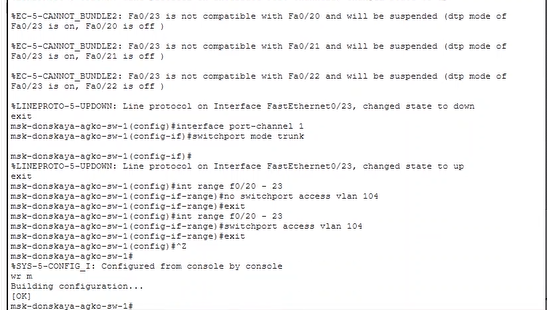 %EC-5-CANNOT_BUNDLE2: Fa0/23 is not compatible with Fa0/20 and will be suspended (dtp mode of
Fa0/23 is on, Fa0/20 is off )
%EC-5-CANNOT_BUNDLE2: Fa0/23 is not compatible with Fa0/21 and will be suspended (dtp mode of
Fa0/23 is on, Fa0/21 is off )
%EC-5-CANNOT_BUNDLE2: Fa0/23 is not compatible with Fa0/22 and will be suspended (dtp mode of
Fa0/23 is on, Fa0/22 is off )
%LINEPROTO-5-UPDOWN: Line protocol on Interface FastEthernet0/23, changed state to down
exit
msk-donskaya-agko-sw-1(config)#interface port-channel 1
msk-donskaya-agko-sw-1(config-if)#switchport mode trunk
msk-donskaya-agko-sw-1(config-if)#
%LINEPROTO-5-UPDOWN: Line protocol on Interface FastEthernet0/23, changed state to up
exit
msk-donskaya-agko-sw-1(config)#int range f0/20 - 23
msk-donskaya-agko-sw-1(config-if-range)#no switchport access vlan 104
msk-donskaya-agko-sw-1(config-if-range)#exit
msk-donskaya-agko-sw-1(config)#int range f0/20 - 23
msk-donskaya-agko-sw-1(config-if-range)#switchport access vlan 104
msk-donskaya-agko-sw-1(config-if-range)#exit
msk-donskaya-agko-sw-1(config)#^Z
msk-donskaya-agko-sw-1#
%SYS-5-CONFIG_I: Configured from console by console
wr m
Building configuration...
[OK]
msk-donskaya-agko-sw-1#